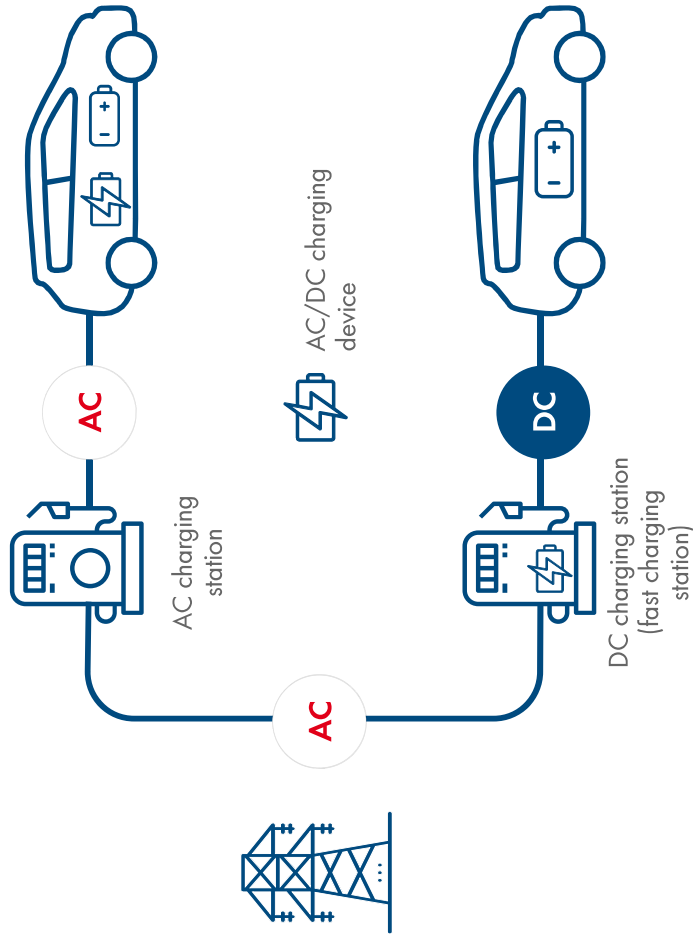 AC
AC charging
station
AC
AC/DC charging
device
DC
DC charging station
(fast charging
station)